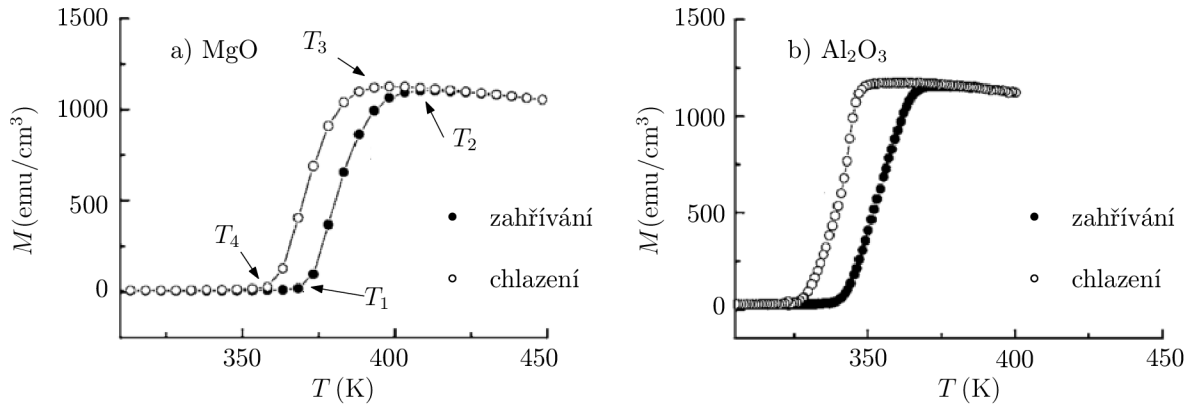 a) MgO
M(emu/cm³)
1500
1000
500
0
T₃
T₂
T₄
T₁
zahřívání
chlazení
350
400
450
T (K)
b) Al₂O₃
M(emu/cm³)
1500
1000
500
0
zahřívání
chlazení
350
400
450
T (K)